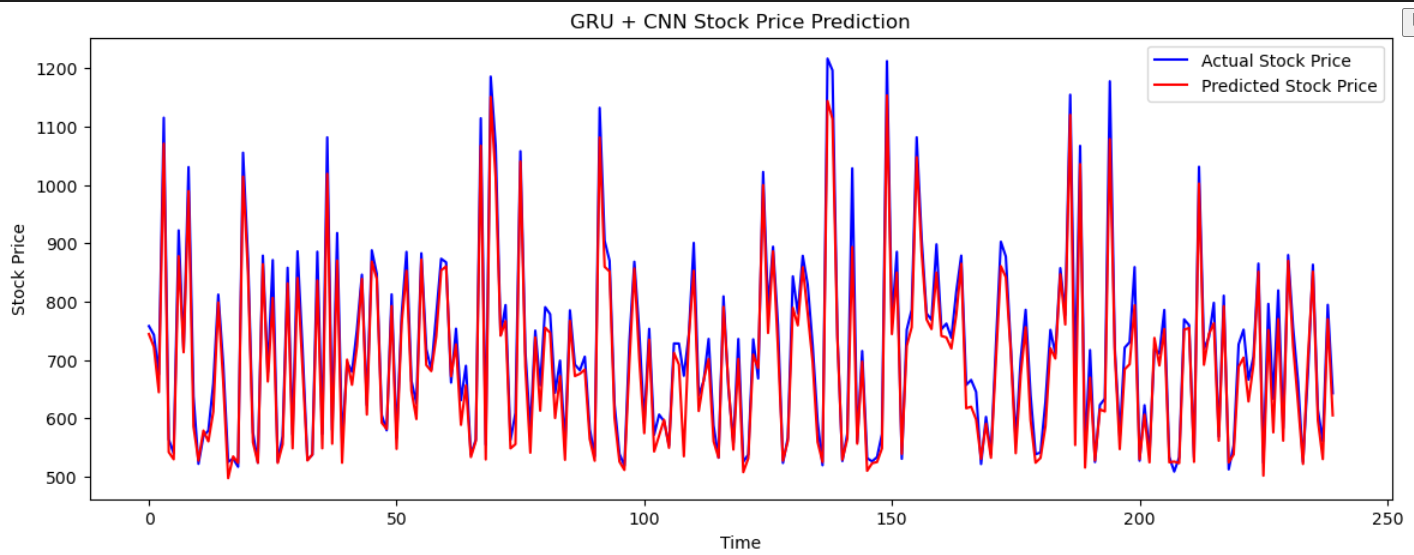 GRU + CNN Stock Price Prediction
Actual Stock Price
Predicted Stock Price
1200
1100
1000
900
800
700
600
500
Stock Price
0 50 100 150 200 250
Time